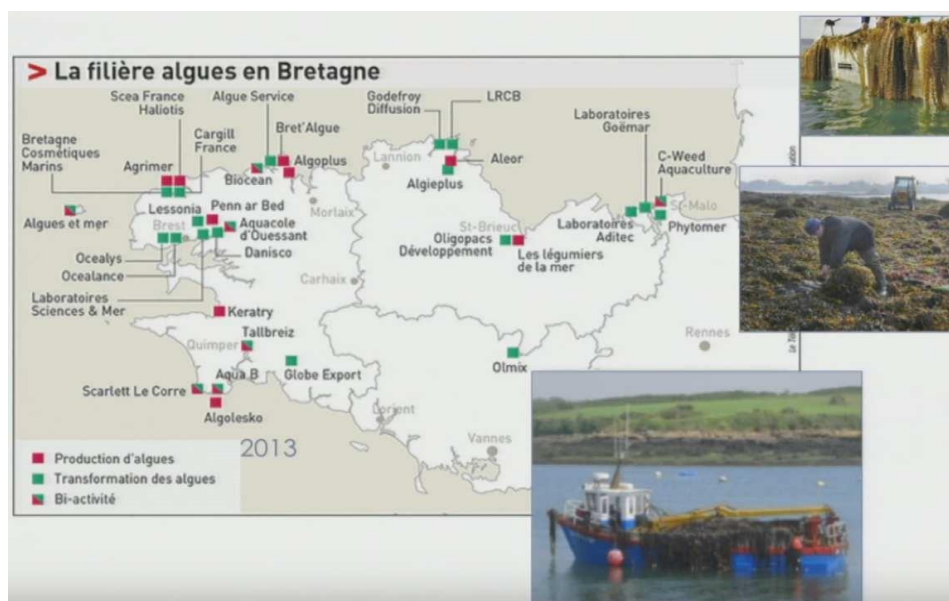 > La filière algues en Bretagne
Scea France
Haliotis
Algue Service
Godefroy
Diffusion
LRCB
Bretagne
Cosmétiques
Marins
Cargill
France
Bret'Algue
Laboratoires
Goëmar
Agrimer
Biocean
Algoplus
Lannion
Aleor
C-Weed
Aquaculture
Algieplus
Algues et mer
Lessonia
Penn ar Bed
Morlaix
St-Malo
Brest
Aquacole
d'Ouessant
St-Brieuc
Laboratoires
Aditec
Phytomer
Danisco
Oligopacs
Développement
Les légumiers
de la mer
Ocealys
Ocealance
Carhaix
Laboratoires
Sciences & Mer
Keratry
Tallbreiz
Rennes
Quimper
Aqua B
Globe Export
Olmix
Scarlett Le Corre
Algolesko
Lorient
2013
Vannes
Production d'algues
Transformation des algues
Bi-activité